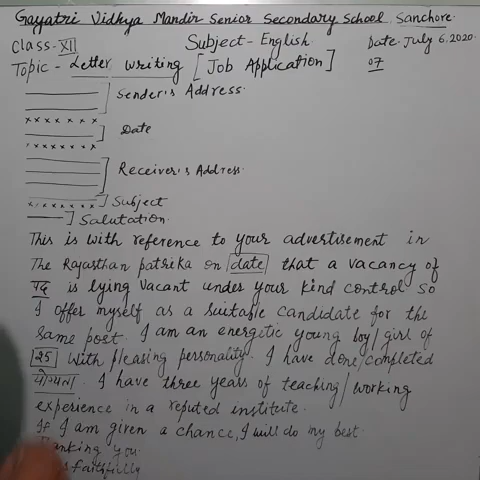 Gayatri Vidhya Mandir Senior Secondary School Sanchore.
Class-XII Subject-English Date-July 6,2020
Topic - Letter writing [Job Application] 07
] Sender's Address
x x x x x x x
] Date
x x x x x x x
] Receiver's Address
x x x x x x x ] Subject
] Salutation.
This is with reference to your advertisement in
The Rajasthan patrika on date that a vacancy of
पद is lying vacant under your kind control so
I offer myself as a suitable candidate for the
same post. I am an energetic young boy/girl of
25 with pleasing personality. I have done/completed
योग्यता. I have three years of teaching/working
experience in a reputed institute.
If I am given a chance, I will do my best.
you
faithfully